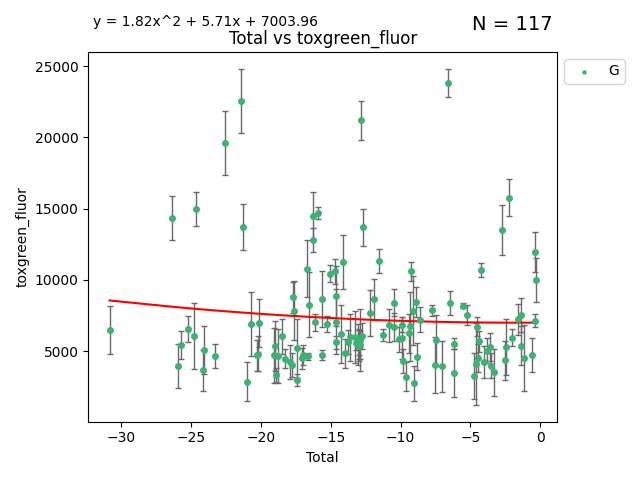 y = 1.82x^2 + 5.71x + 7003.96
N = 117
Total vs toxgreen_fluor
G
25000
20000
15000
10000
5000
toxgreen_fluor
−30 −25 −20 −15 −10 −5 0
Total